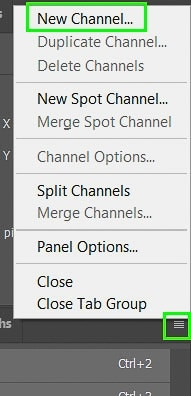 New Channel...
Duplicate Channel...
Delete Channels
New Spot Channel...
Merge Spot Channel
X
Channel Options...
Y
Split Channels
Merge Channels...
pi
Panel Options...
Close
Close Tab Group
hs
Ctrl+2